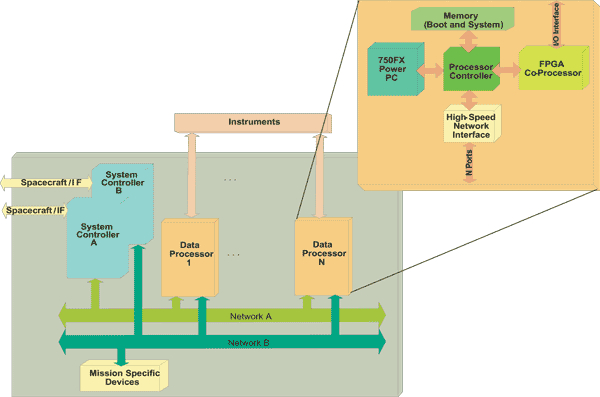 Memory
(Boot and System)
I/O Interface
750FX
Power
PC
Processor
Controller
FPGA
Co-Processor
High-Speed
Network
Interface
N Ports
Instruments
System
Controller
B
Spacecraft/IF
Spacecraft/IF
System
Controller
A
. . .
Data
Processor
1
. . .
Data
Processor
N
Network A
Network B
Mission Specific
Devices